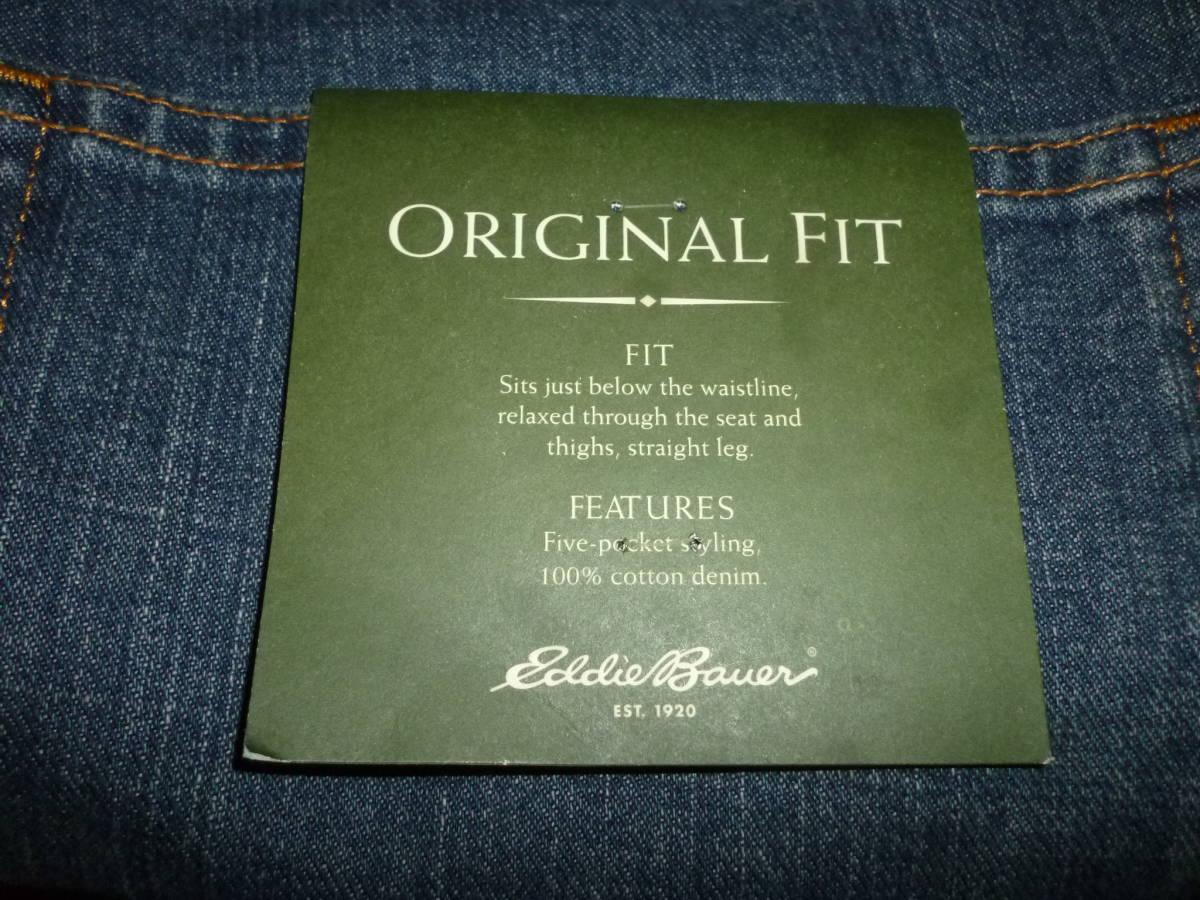 ORIGINAL FIT
FIT
Sits just below the waistline,
relaxed through the seat and
thighs, straight leg.
FEATURES
Five-pocket styling,
100% cotton denim.
Eddie Bauer®
EST. 1920